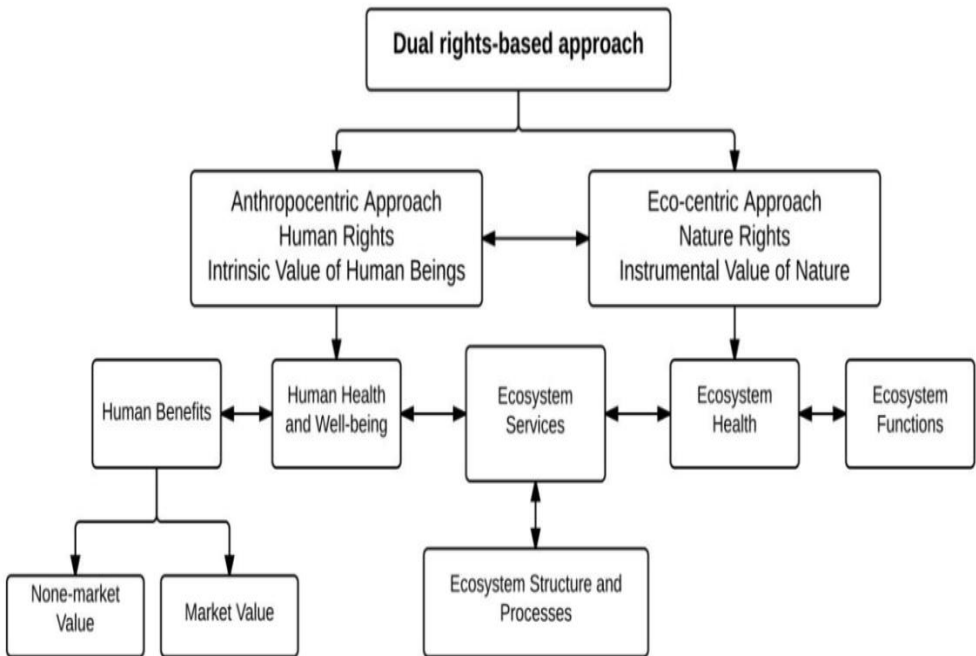 Dual rights-based approach
Anthropocentric Approach
Human Rights
Intrinsic Value of Human Beings
Eco-centric Approach
Nature Rights
Instrumental Value of Nature
Human Benefits
Human Health
and Well-being
Ecosystem
Services
Ecosystem
Health
Ecosystem
Functions
None-market
Value
Market Value
Ecosystem Structure and
Processes